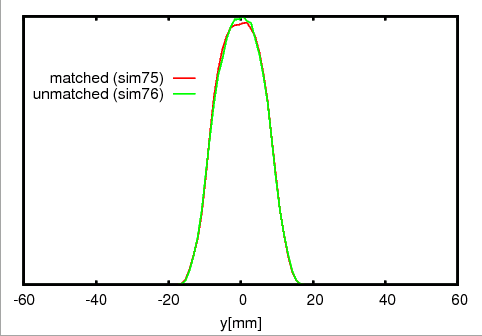 matched (sim75)
unmatched (sim76)
-60 -40 -20 0 20 40 60
y[mm]